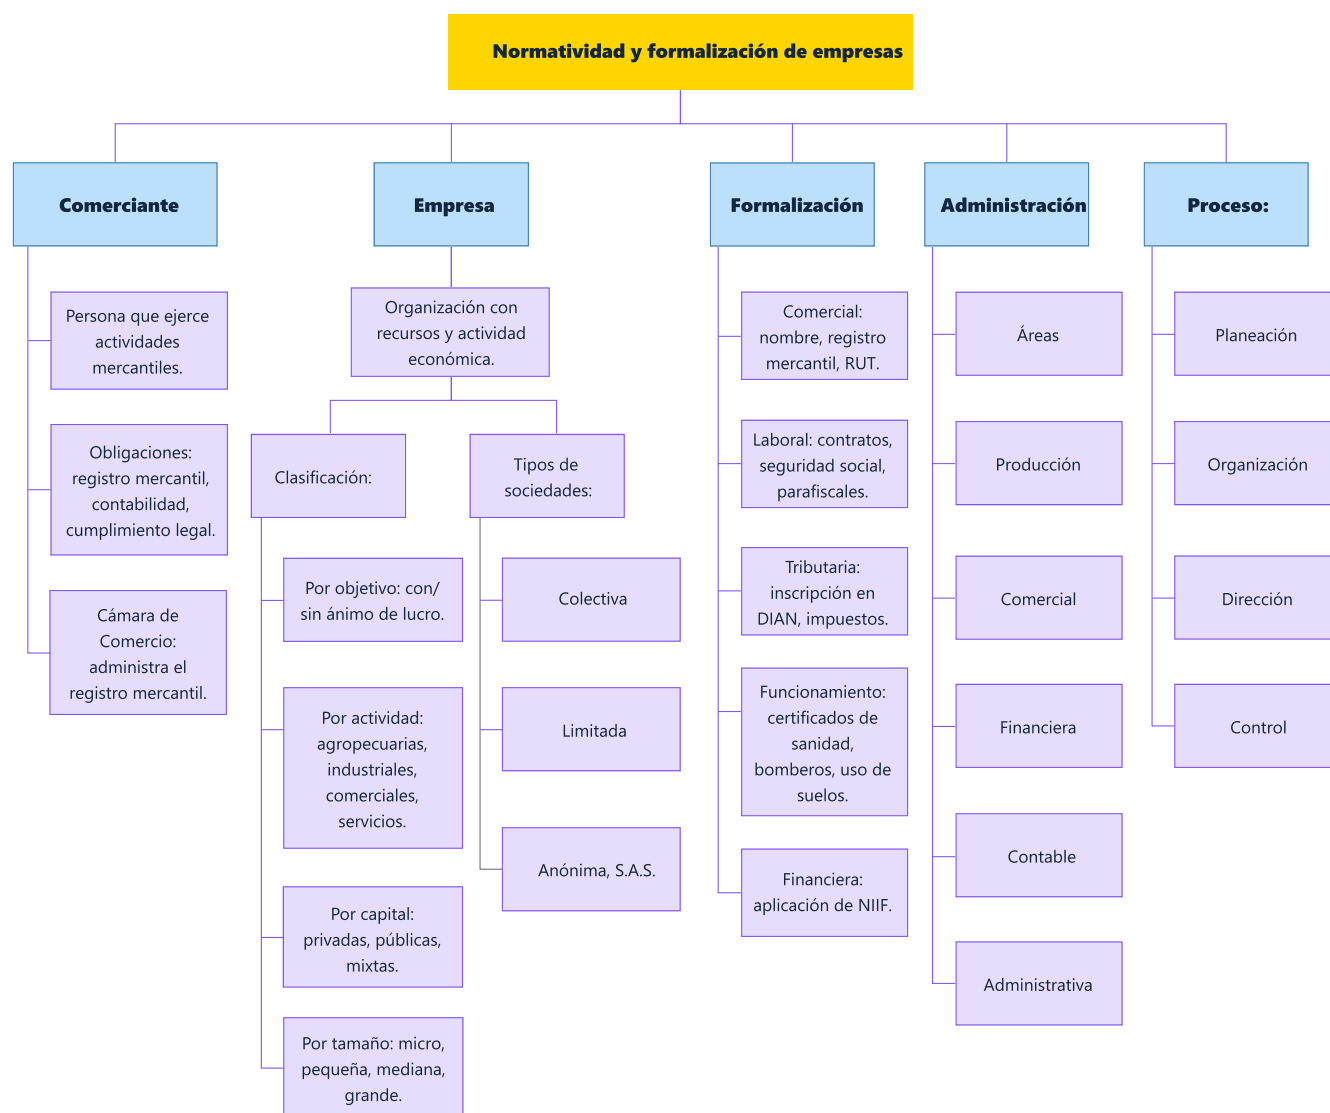 Normatividad y formalización de empresas
Comerciante
Persona que ejerce
actividades
mercantiles.
Obligaciones:
registro mercantil,
contabilidad,
cumplimiento legal.
Cámara de
Comercio:
administra el
registro mercantil.
Empresa
Organización con
recursos y actividad
económica.
Clasificación:
Por objetivo: con/
sin ánimo de lucro.
Por actividad:
agropecuarias,
industriales,
comerciales,
servicios.
Por capital:
privadas, públicas,
mixtas.
Por tamaño: micro,
pequeña, mediana,
grande.
Tipos de
sociedades:
Colectiva
Limitada
Anónima, S.A.S.
Formalización
Comercial:
nombre, registro
mercantil, RUT.
Laboral: contratos,
seguridad social,
parafiscales.
Tributaria:
inscripción en
DIAN, impuestos.
Funcionamiento:
certificados de
sanidad,
bomberos, uso de
suelos.
Financiera:
aplicación de NIIF.
Administración
Áreas
Producción
Comercial
Financiera
Contable
Administrativa
Proceso:
Planeación
Organización
Dirección
Control